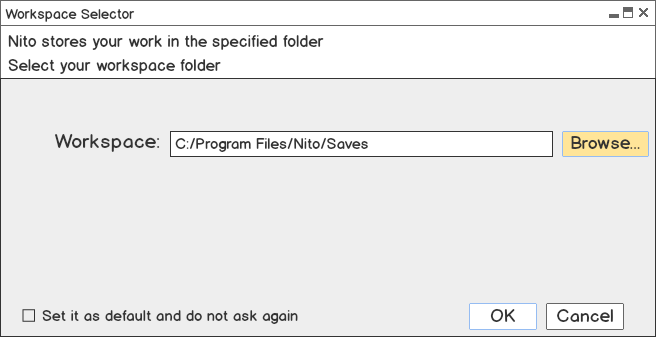 Workspace Selector
Nito stores your work in the specified folder
Select your workspace folder
Workspace: C:/Program Files/Nito/Saves Browse...
Set it as default and do not ask again OK Cancel